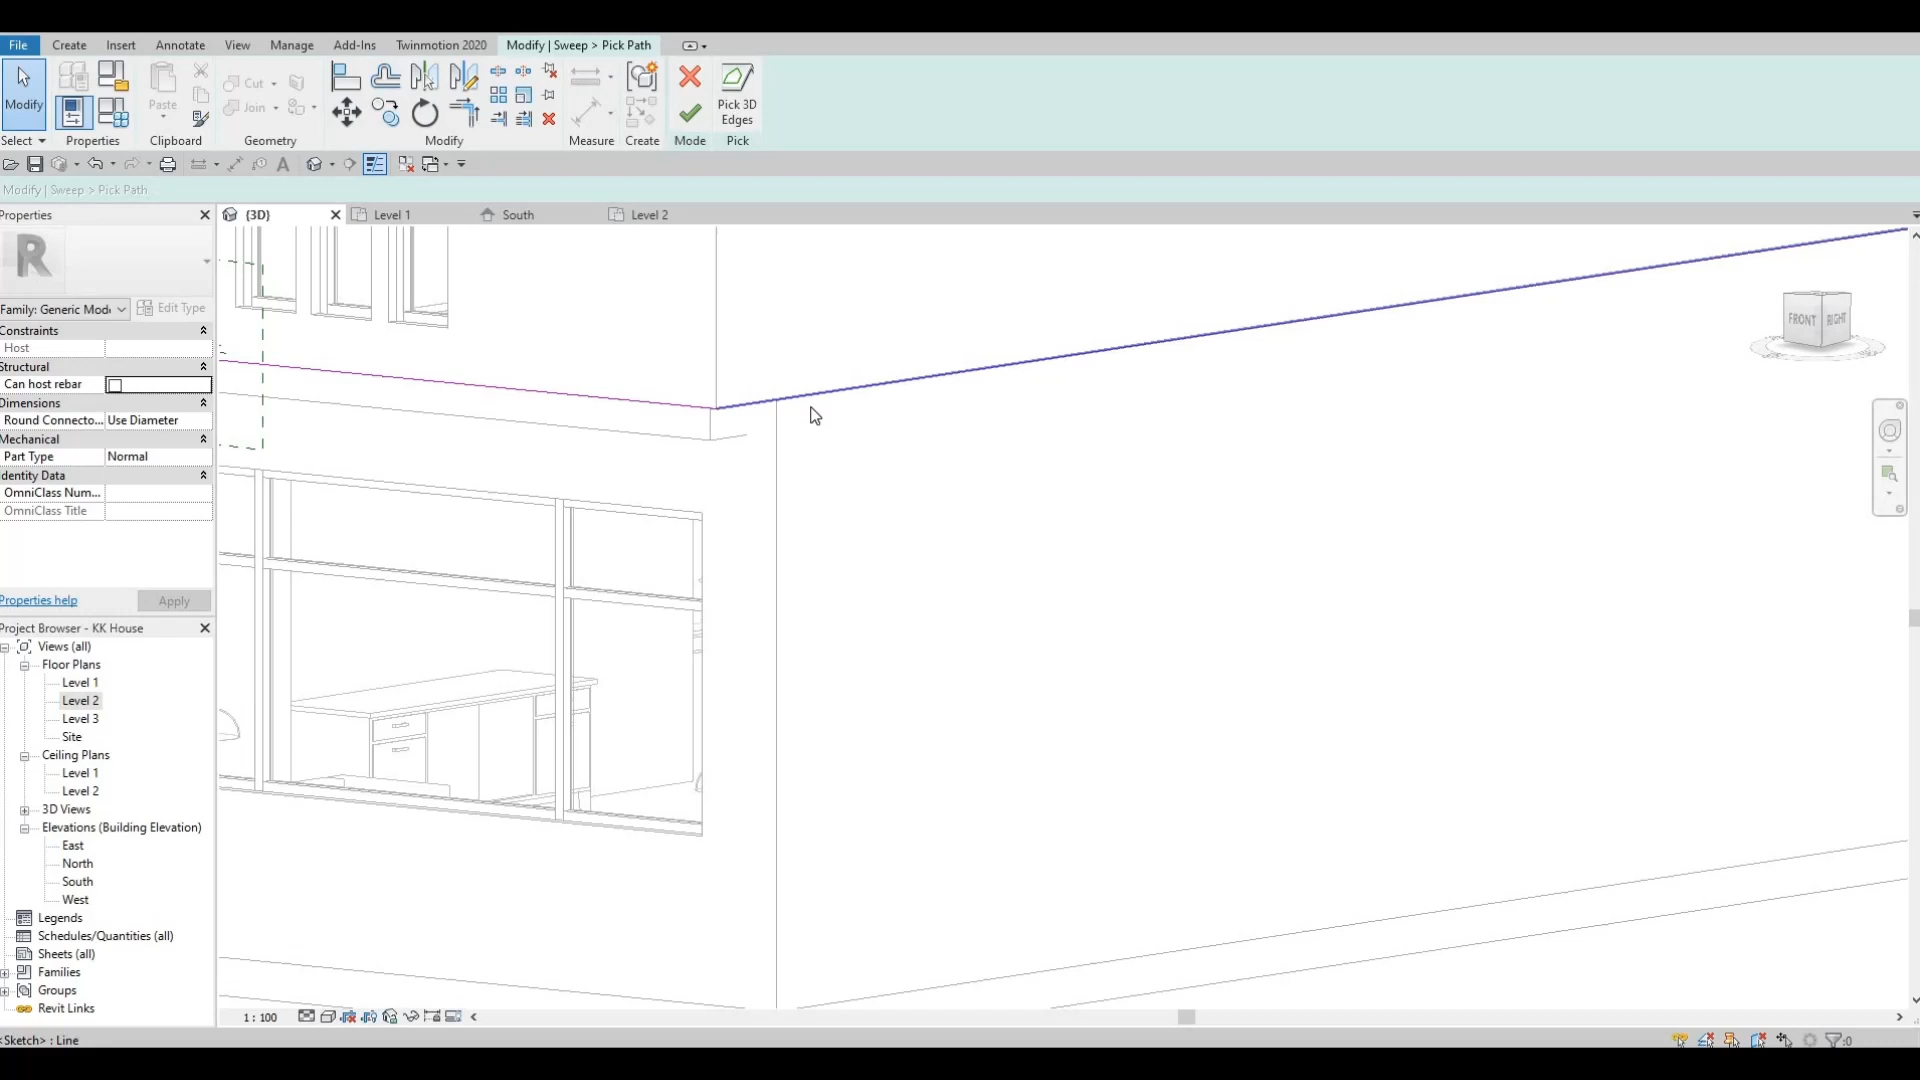 File Create Insert Annotate View Manage Add-Ins Twinmotion 2020 Modify | Sweep > Pick Path
Modify Paste Cut Join Pick 3D Edges
Select Properties Clipboard Geometry Modify Measure Create Mode Pick
Modify | Sweep > Pick Path
Properties {3D} Level 1 South Level 2
R
FRONT RIGHT
Family: Generic Mode Edit Type
Constraints
Host
Structural
Can host rebar
Dimensions
Round Connecto... Use Diameter
Mechanical
Part Type Normal
Identity Data
OmniClass Num...
OmniClass Title
Properties help Apply
Project Browser - KK House
Views (all)
Floor Plans
Level 1
Level 2
Level 3
Site
Ceiling Plans
Level 1
Level 2
3D Views
Elevations (Building Elevation)
East
North
South
West
Legends
Schedules/Quantities (all)
Sheets (all)
Families
Groups
Revit Links
1 : 100
<Sketch> : Line :0